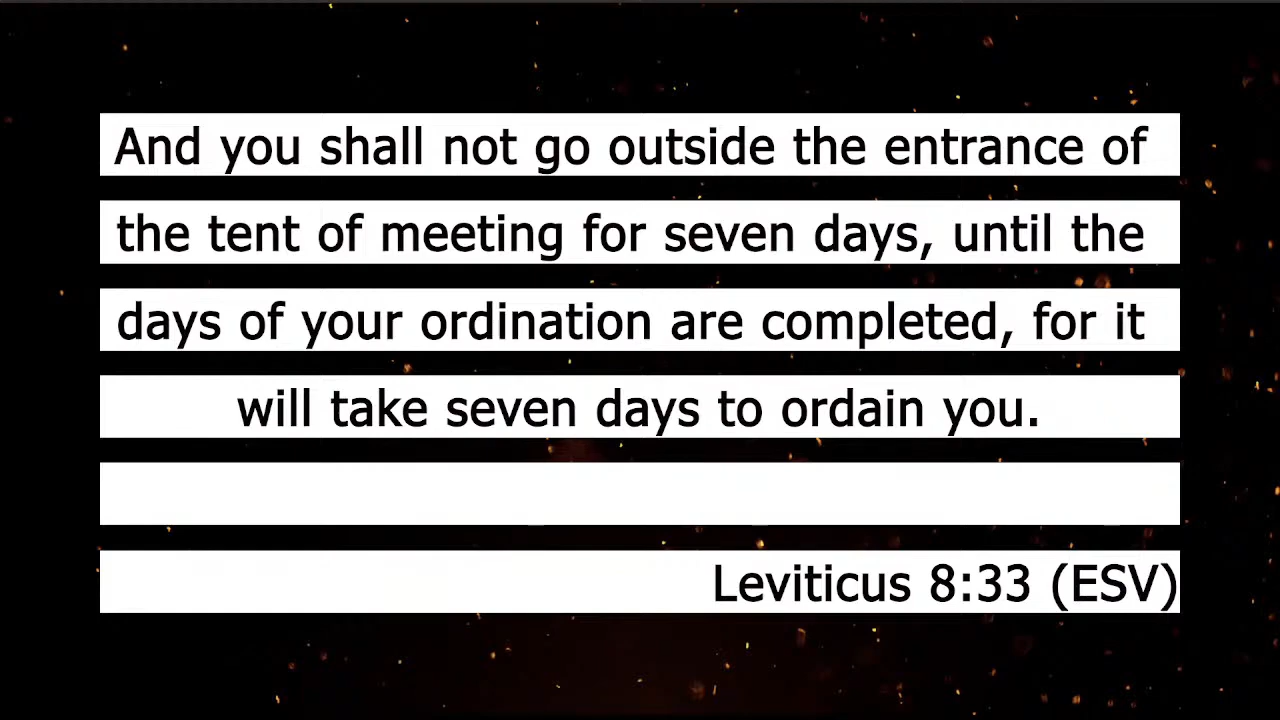 And you shall not go outside the entrance of
the tent of meeting for seven days, until the
days of your ordination are completed, for it
will take seven days to ordain you.
Leviticus 8:33 (ESV)